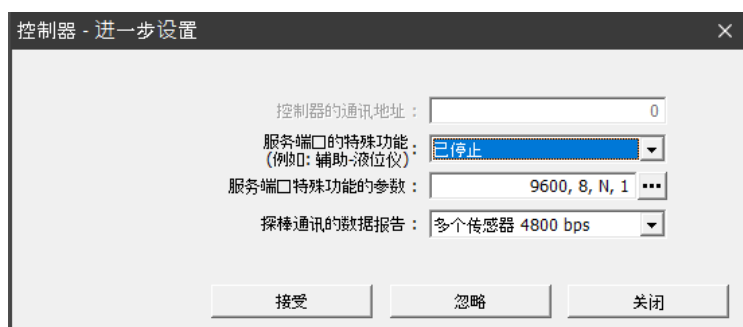 控制器 - 进一步设置
控制器的通讯地址： 0
服务端口的特殊功能
(例如: 辅助-液位仪)： 已停止
服务端口特殊功能的参数： 9600, 8, N, 1 ...
探棒通讯的数据报告： 多个传感器 4800 bps
接受 忽略 关闭